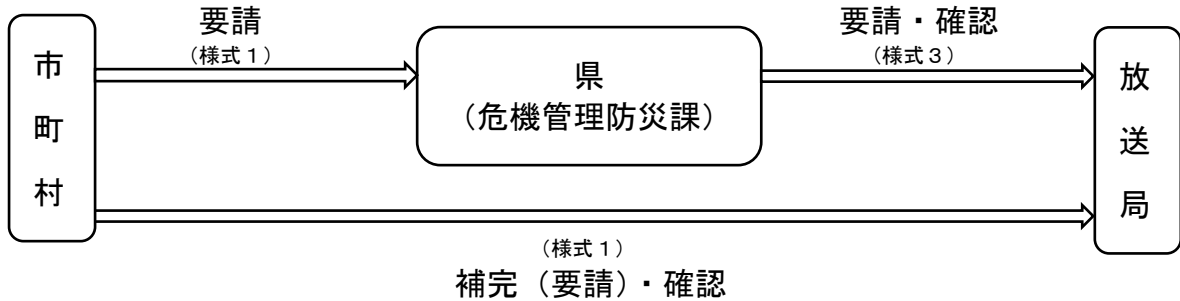 市町村
要請
（様式１）
県
（危機管理防災課）
要請・確認
（様式３）
放送局
（様式１）
補完（要請）・確認